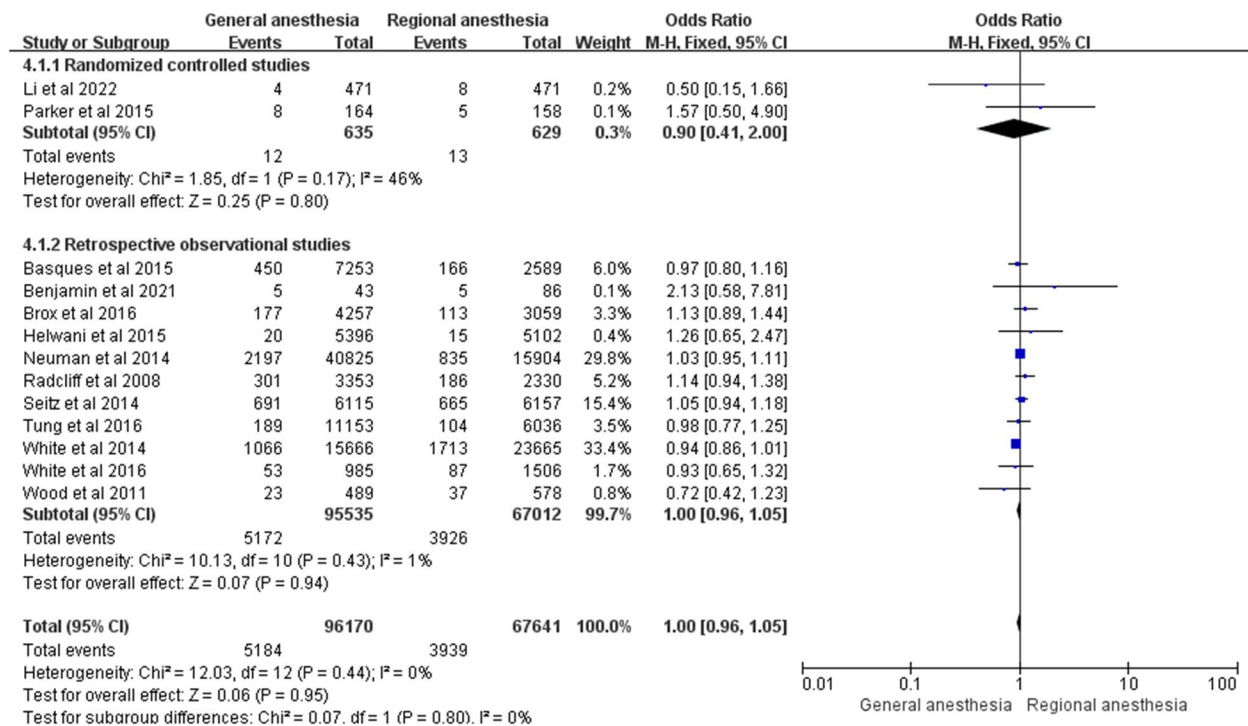 General anesthesia Regional anesthesia Odds Ratio Odds Ratio
Study or Subgroup Events Total Events Total Weight M-H, Fixed, 95% CI M-H, Fixed, 95% CI
4.1.1 Randomized controlled studies
Li et al 2022 4 471 8 471 0.2% 0.50 [0.15, 1.66]
Parker et al 2015 8 164 5 158 0.1% 1.57 [0.50, 4.90]
Subtotal (95% CI) 635 629 0.3% 0.90 [0.41, 2.00]
Total events 12 13
Heterogeneity: Chi² = 1.85, df = 1 (P = 0.17); I² = 46%
Test for overall effect: Z = 0.25 (P = 0.80)
4.1.2 Retrospective observational studies
Basques et al 2015 450 7253 166 2589 6.0% 0.97 [0.80, 1.16]
Benjamin et al 2021 5 43 5 86 0.1% 2.13 [0.58, 7.81]
Brox et al 2016 177 4257 113 3059 3.3% 1.13 [0.89, 1.44]
Helwani et al 2015 20 5396 15 5102 0.4% 1.26 [0.65, 2.47]
Neuman et al 2014 2197 40825 835 15904 29.8% 1.03 [0.95, 1.11]
Radcliff et al 2008 301 3353 186 2330 5.2% 1.14 [0.94, 1.38]
Seitz et al 2014 691 6115 665 6157 15.4% 1.05 [0.94, 1.18]
Tung et al 2016 189 11153 104 6036 3.5% 0.98 [0.77, 1.25]
White et al 2014 1066 15666 1713 23665 33.4% 0.94 [0.86, 1.01]
White et al 2016 53 985 87 1506 1.7% 0.93 [0.65, 1.32]
Wood et al 2011 23 489 37 578 0.8% 0.72 [0.42, 1.23]
Subtotal (95% CI) 95535 67012 99.7% 1.00 [0.96, 1.05]
Total events 5172 3926
Heterogeneity: Chi² = 10.13, df = 10 (P = 0.43); I² = 1%
Test for overall effect: Z = 0.07 (P = 0.94)
Total (95% CI) 96170 67641 100.0% 1.00 [0.96, 1.05]
Total events 5184 3939
Heterogeneity: Chi² = 12.03, df = 12 (P = 0.44); I² = 0%
Test for overall effect: Z = 0.06 (P = 0.95)
Test for subgroup differences: Chi² = 0.07, df = 1 (P = 0.80), I² = 0%
0.01 0.1 1 10 100
General anesthesia Regional anesthesia